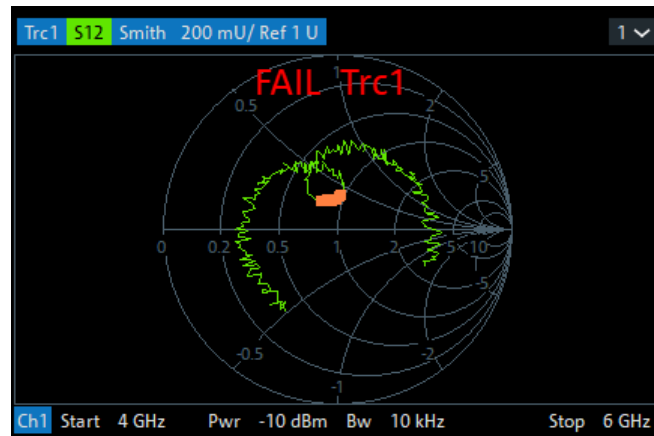 Trc1 S12 Smith 200 mU/ Ref 1 U 1
FAIL Trc1
1
0.5 2
5
0 0.2 0.5 1 2 5 10
-5
-0.5 -2
-1
Ch1 Start 4 GHz Pwr -10 dBm Bw 10 kHz Stop 6 GHz